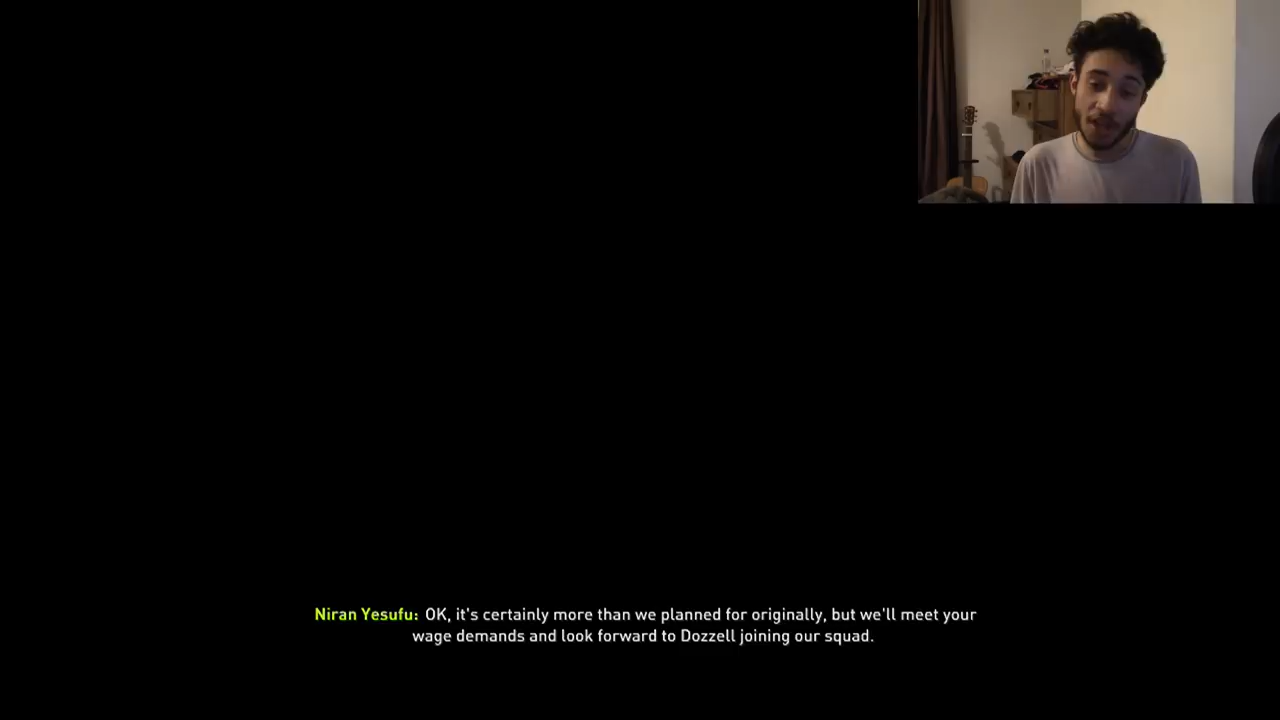 Niran Yesufu: OK, it's certainly more than we planned for originally, but we'll meet your
wage demands and look forward to Dozzell joining our squad.